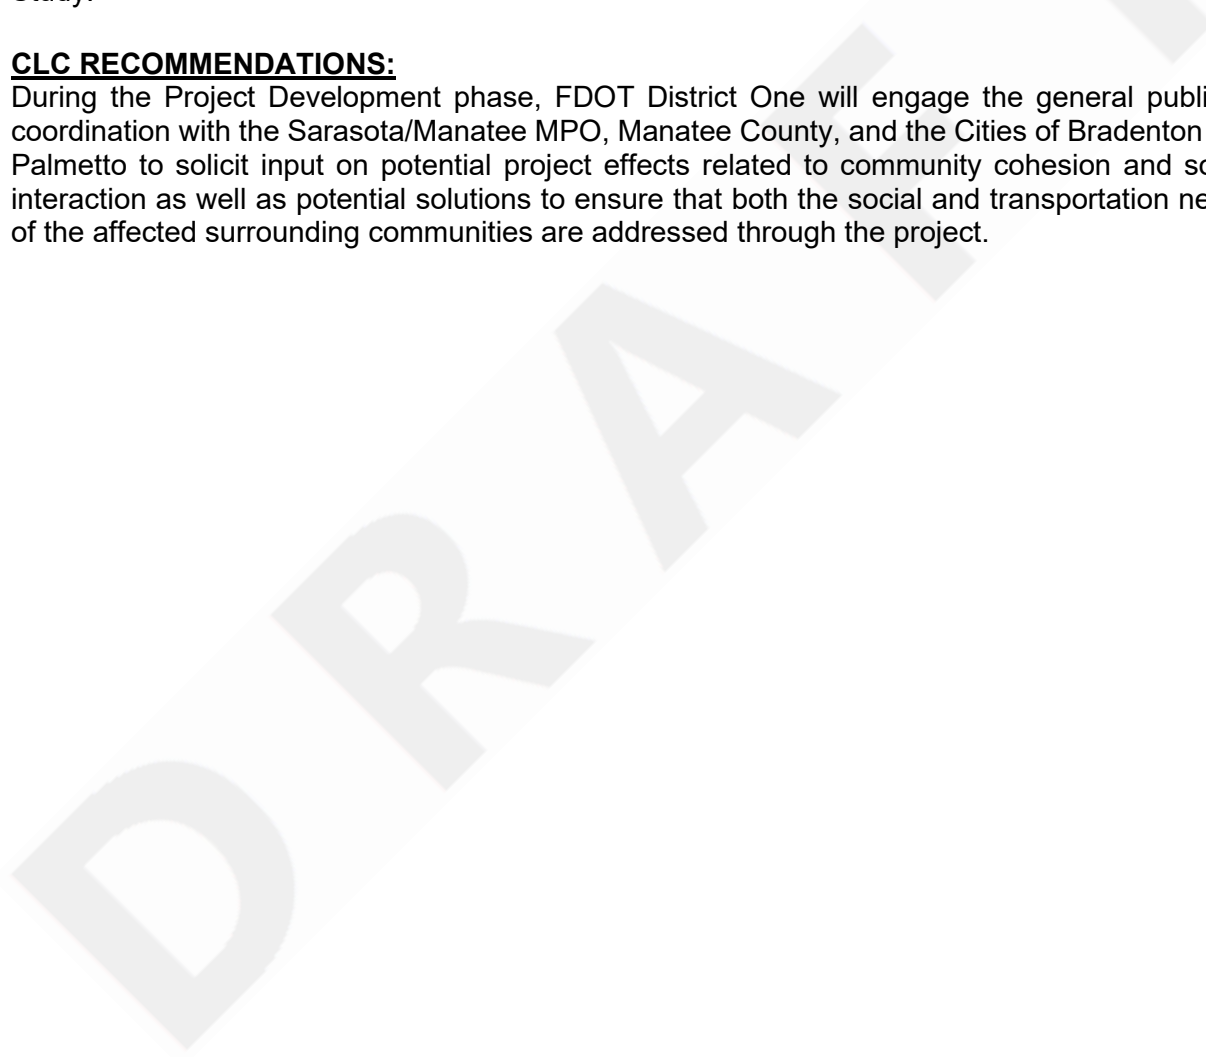 Study.
CLC RECOMMENDATIONS:
During the Project Development phase, FDOT District One will engage the general publi
coordination with the Sarasota/Manatee MPO, Manatee County, and the Cities of Bradenton
Palmetto to solicit input on potential project effects related to community cohesion and so
interaction as well as potential solutions to ensure that both the social and transportation ne
of the affected surrounding communities are addressed through the project.
DRAF